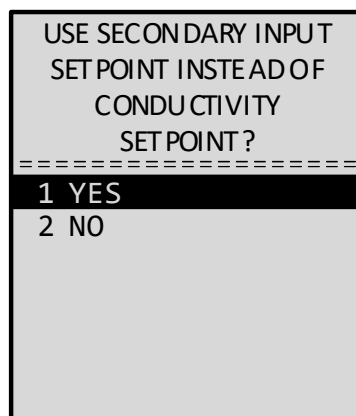 USE SECONDARY INPUT
SETPOINT INSTEAD OF
CONDUCTIVITY
SETPOINT?
===================
1 YES
2 NO